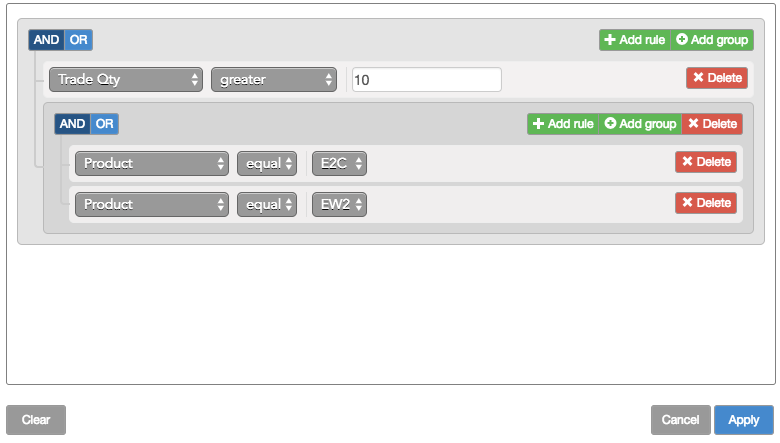 AND OR + Add rule Add group
Trade Qty greater 10 Delete
AND OR + Add rule Add group Delete
Product equal E2C Delete
Product equal EW2 Delete
Clear Cancel Apply